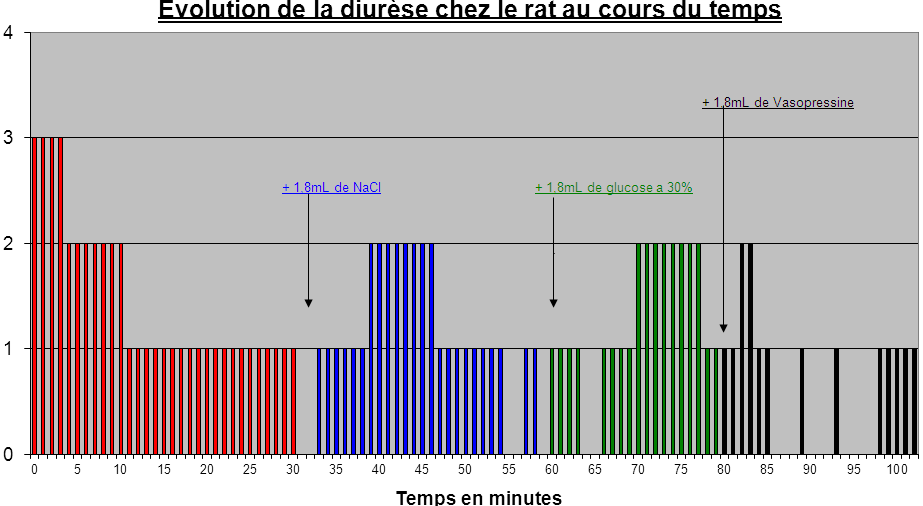 Evolution de la diurèse chez le rat au cours du temps
4
+ 1.8mL de Vasopressine
3
+ 1.8mL de NaCl
+ 1.8mL de glucose a 30%
2
1
0
0 5 10 15 20 25 30 35 40 45 50 55 60 65 70 75 80 85 90 95 100
Temps en minutes